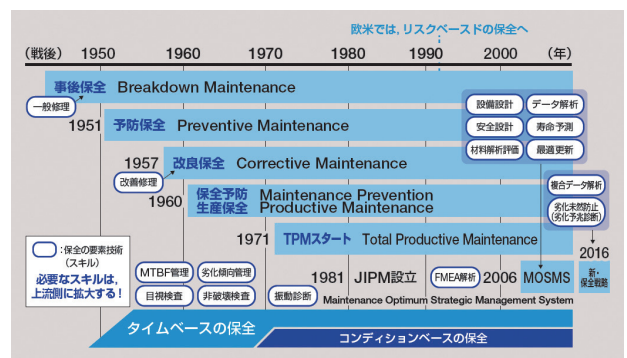 欧米では,リスクベースドの保全へ
(戦後) 1950 1960 1970 1980 1990 2000 (年)
事後保全 Breakdown Maintenance
一般修理
設備設計 データ解析
1951 予防保全 Preventive Maintenance
安全設計 寿命予測
材料解析評価 最適更新
1957 改良保全 Corrective Maintenance
改善修理
複合データ解析
1960 保全予防 Maintenance Prevention
生産保全 Productive Maintenance
劣化未然防止
(劣化予先診断)
1971 TPMスタート Total Productive Maintenance
2016
:保全の要素技術
(スキル)
必要なスキルは,
上流側に拡大する!
MTBF管理 劣化傾向管理
1981 JIPM設立 FMEA解析 2006 MOSMS
新・
保全戦略
目視検査 非破壊検査 振動診断 Maintenance Optimum Strategic Management System
タイムベースの保全
コンディションベースの保全